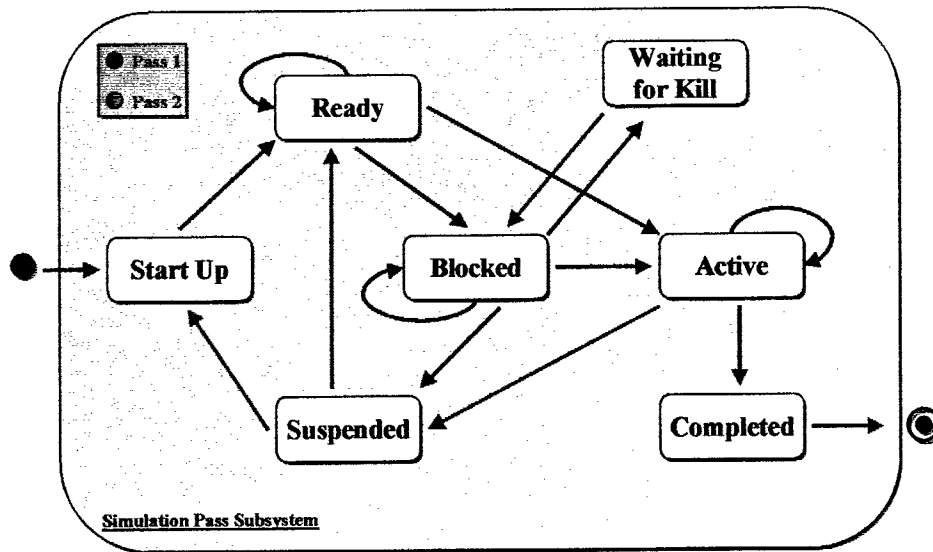 Pass 1
Pass 2
Waiting
for Kill
Ready
Start Up
Blocked
Active
Suspended
Completed
Simulation Pass Subsystem